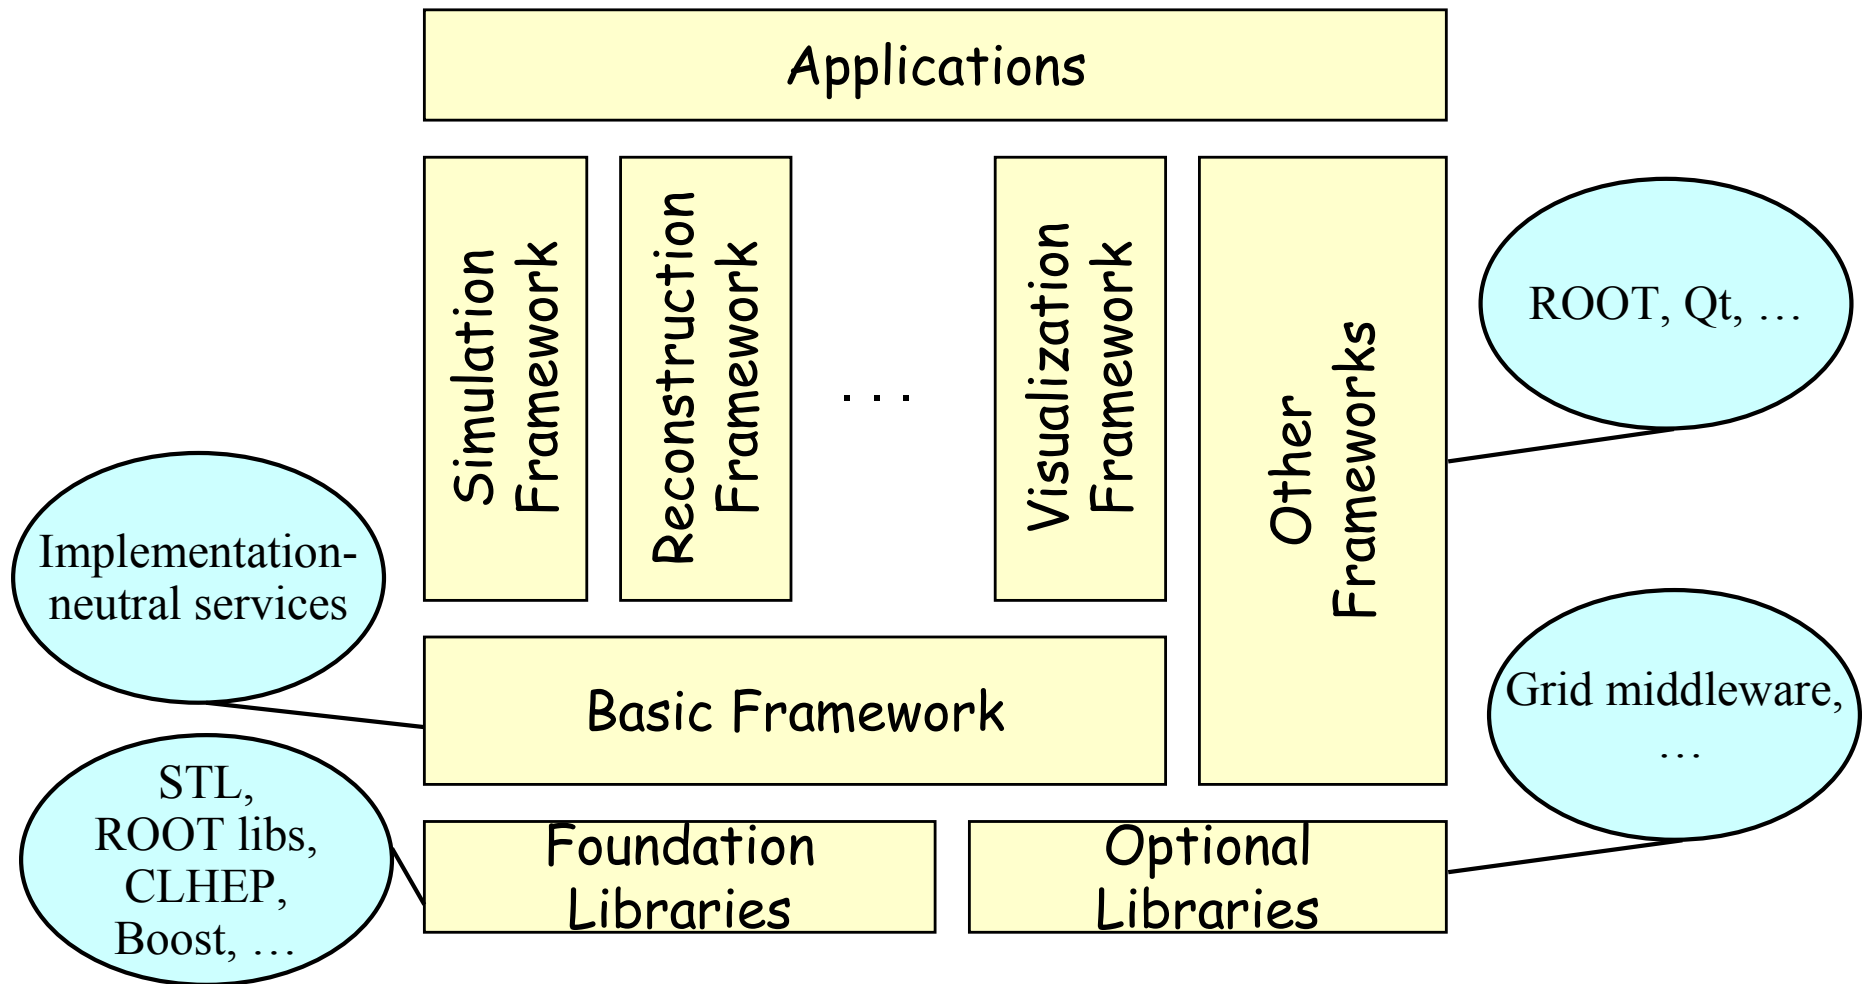 Applications
Simulation
Framework
Reconstruction
Framework
. . .
Visualization
Framework
Other
Frameworks
ROOT, Qt, …
Implementation-
neutral services
Basic Framework
Grid middleware,
…
STL,
ROOT libs,
CLHEP,
Boost, …
Foundation
Libraries
Optional
Libraries